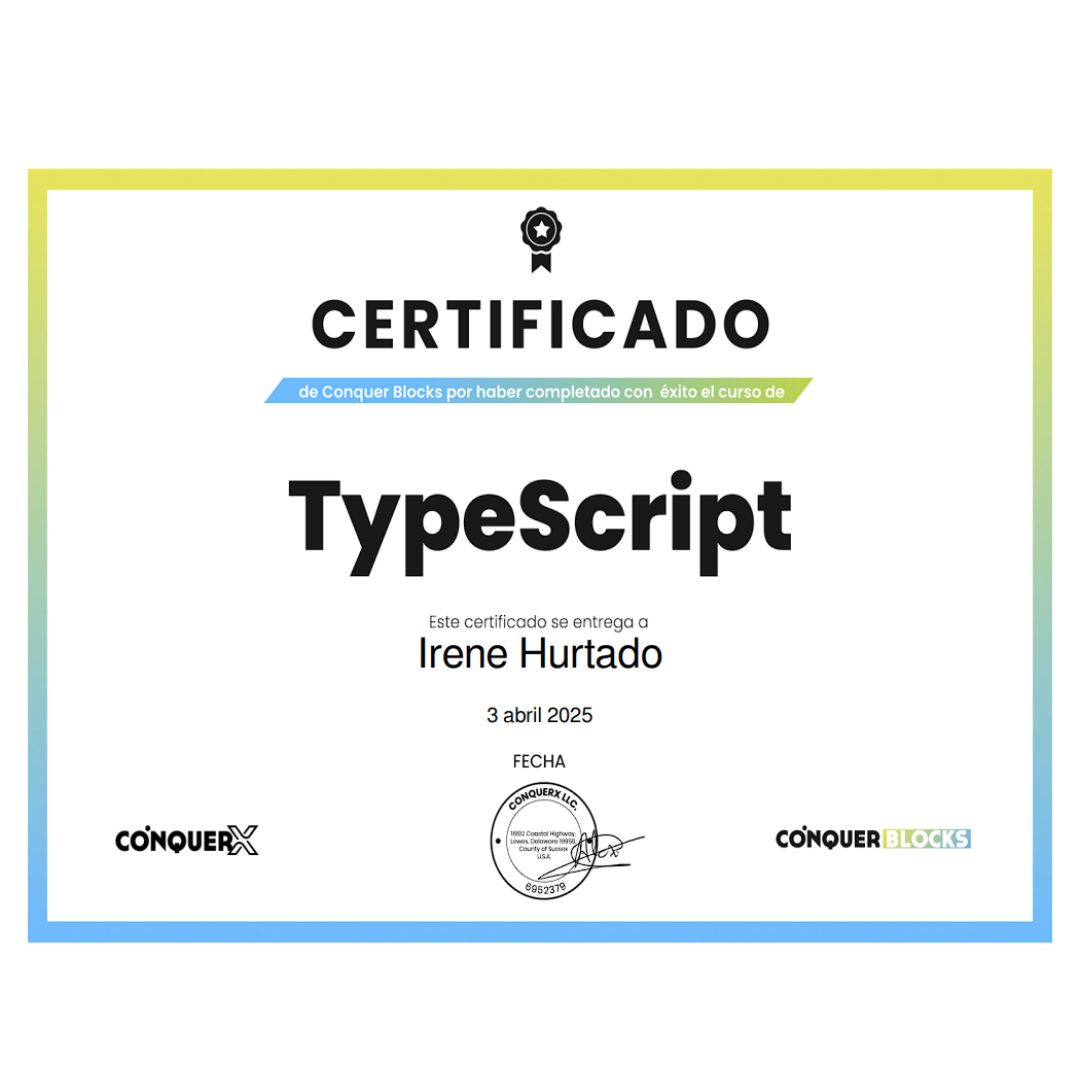 CERTIFICADO
de Conquer Blocks por haber completado con éxito el curso de
TypeScript
Este certificado se entrega a
Irene Hurtado
3 abril 2025
FECHA
CONQUERX LLC.
16192 Coastal Highway,
Lewes, Delaware 19958,
County of Sussex
U.S.A.
6952379
CONQUERX
CONQUER BLOCKS